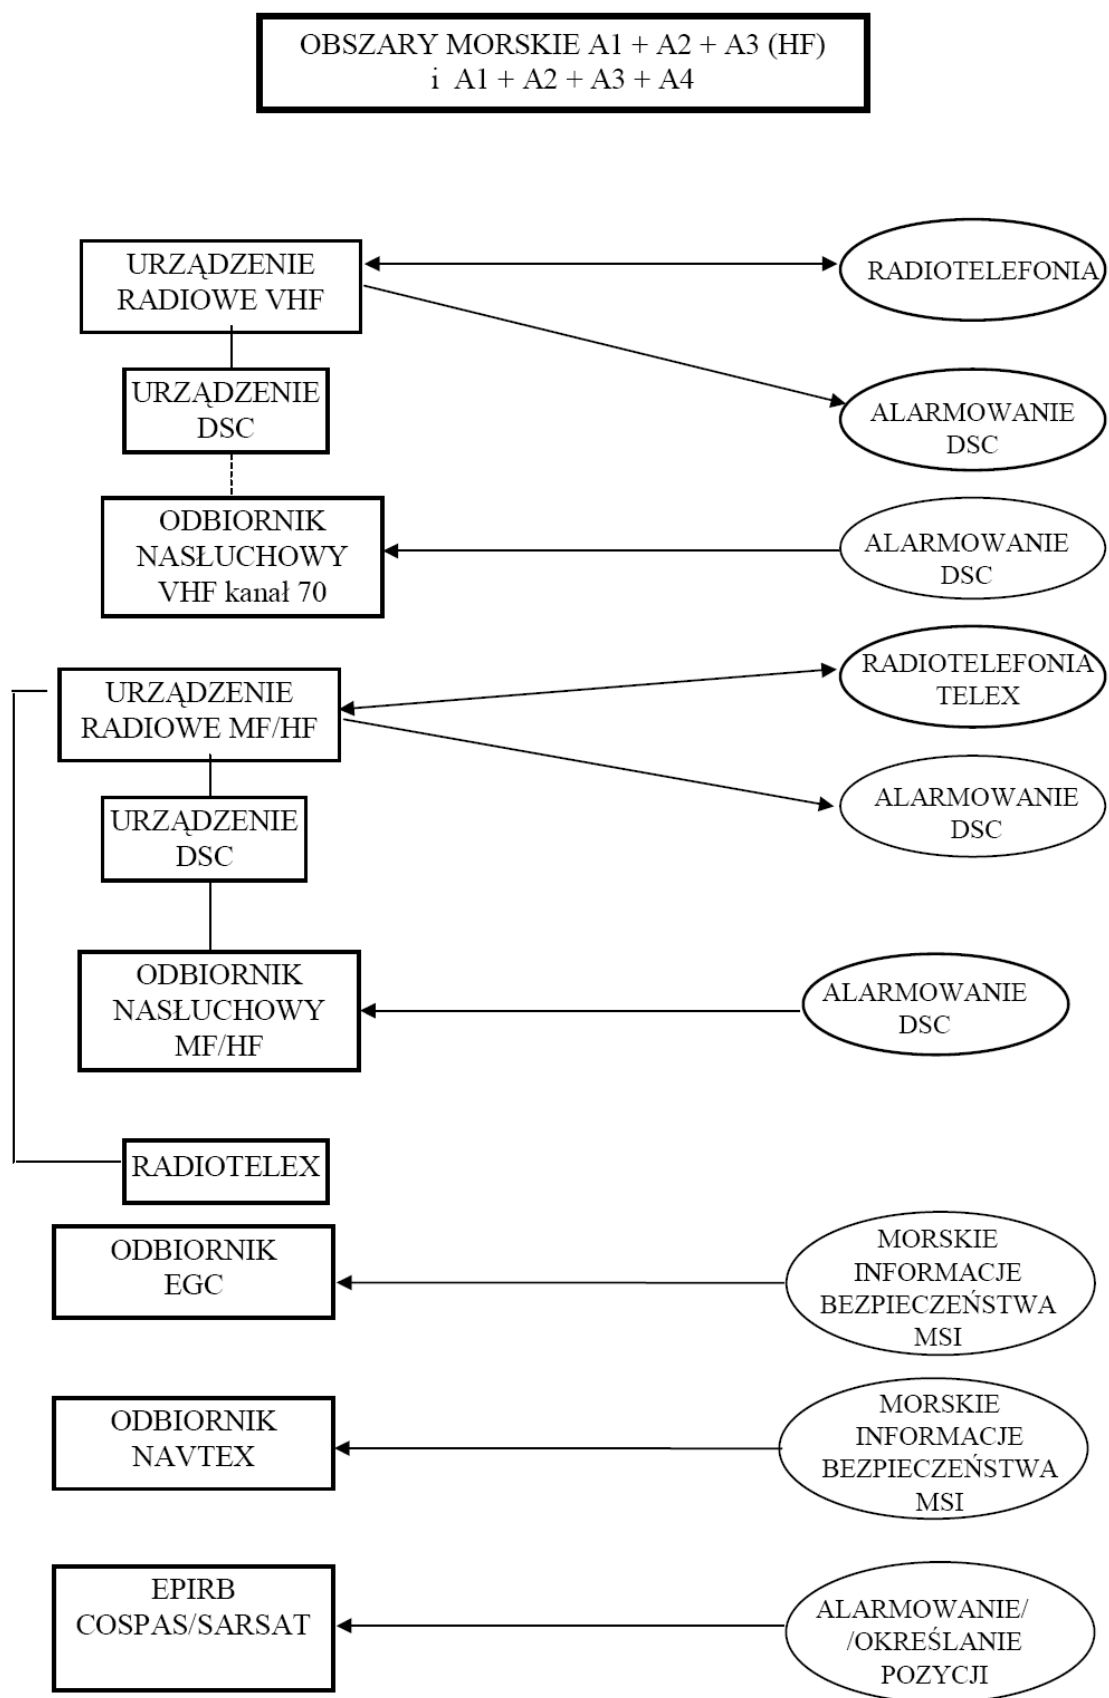 OBSZARY MORSKIE A1 + A2 + A3 (HF)
i A1 + A2 + A3 + A4
URZĄDZENIE
RADIOWE VHF
RADIOTELEFONIA
URZĄDZENIE
DSC
ALARMOWANIE
DSC
ODBIORNIK
NASŁUCHOWY
VHF kanał 70
ALARMOWANIE
DSC
URZĄDZENIE
RADIOWE MF/HF
RADIOTELEFONIA
TELEX
URZĄDZENIE
DSC
ALARMOWANIE
DSC
ODBIORNIK
NASŁUCHOWY
MF/HF
ALARMOWANIE
DSC
RADIOTELEX
ODBIORNIK
EGC
MORSKIE
INFORMACJE
BEZPIECZEŃSTWA
MSI
ODBIORNIK
NAVTEX
MORSKIE
INFORMACJE
BEZPIECZEŃSTWA
MSI
EPIRB
COSPAS/SARSAT
ALARMOWANIE/
/OKREŚLANIE
POZYCJI